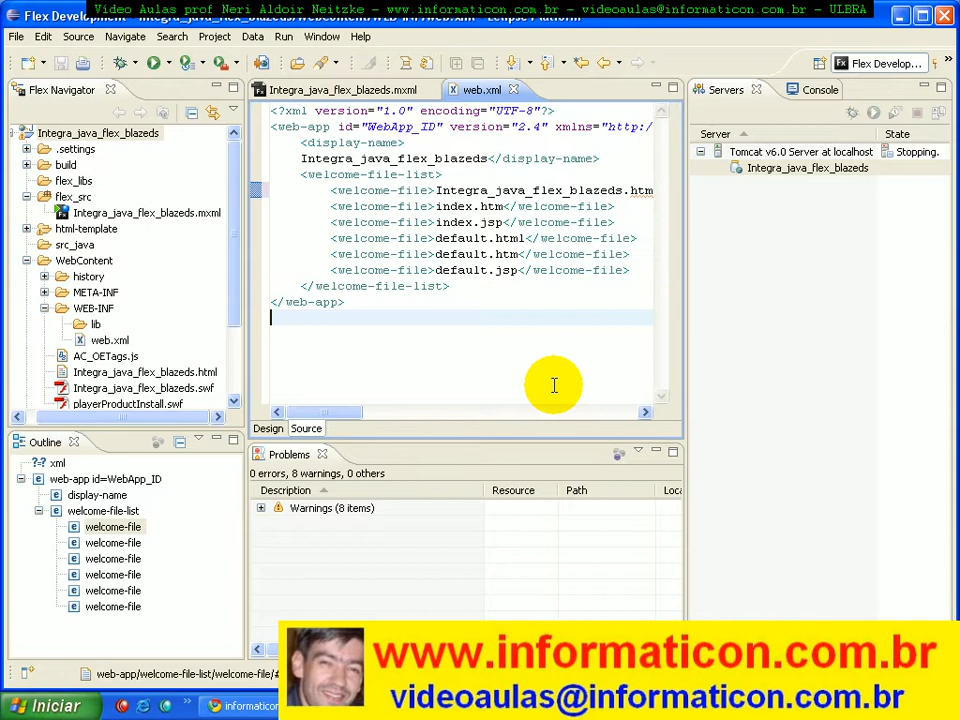 Video Aulas prof Neri Aldoir Neitzke - www.informaticon.com.br - videoaulas@informaticon.com.br - ULBRA
File Edit Source Navigate Search Project Data Run Window Help
Flex Develop...
Flex Navigator
Integra_java_flex_blazeds
.settings
build
flex_libs
flex_src
Integra_java_flex_blazeds.mxml
html-template
src_java
WebContent
history
META-INF
WEB-INF
lib
web.xml
AC_OETags.js
Integra_java_flex_blazeds.html
Integra_java_flex_blazeds.swf
playerProductInstall.swf
Integra_java_flex_blazeds.mxml
web.xml
<?xml version="1.0" encoding="UTF-8"?>
<web-app id="WebApp_ID" version="2.4" xmlns="http:/
<display-name>
Integra_java_flex_blazeds</display-name>
<welcome-file-list>
<welcome-file>Integra_java_flex_blazeds.htm
<welcome-file>index.htm</welcome-file>
<welcome-file>index.jsp</welcome-file>
<welcome-file>default.html</welcome-file>
<welcome-file>default.htm</welcome-file>
<welcome-file>default.jsp</welcome-file>
</welcome-file-list>
</web-app>
Design Source
Servers
Console
Server State
Tomcat v6.0 Server at localhost Stopping.
Integra_java_flex_blazeds
Outline
xml
web-app id=WebApp_ID
display-name
welcome-file-list
welcome-file
welcome-file
welcome-file
welcome-file
welcome-file
welcome-file
Problems
0 errors, 8 warnings, 0 others
Description Resource Path Loca
Warnings (8 items)
web-app/welcome-file-list/welcome-file/#
www.informaticon.com.br
videoaulas@informaticon.com.br
Iniciar
informaticon